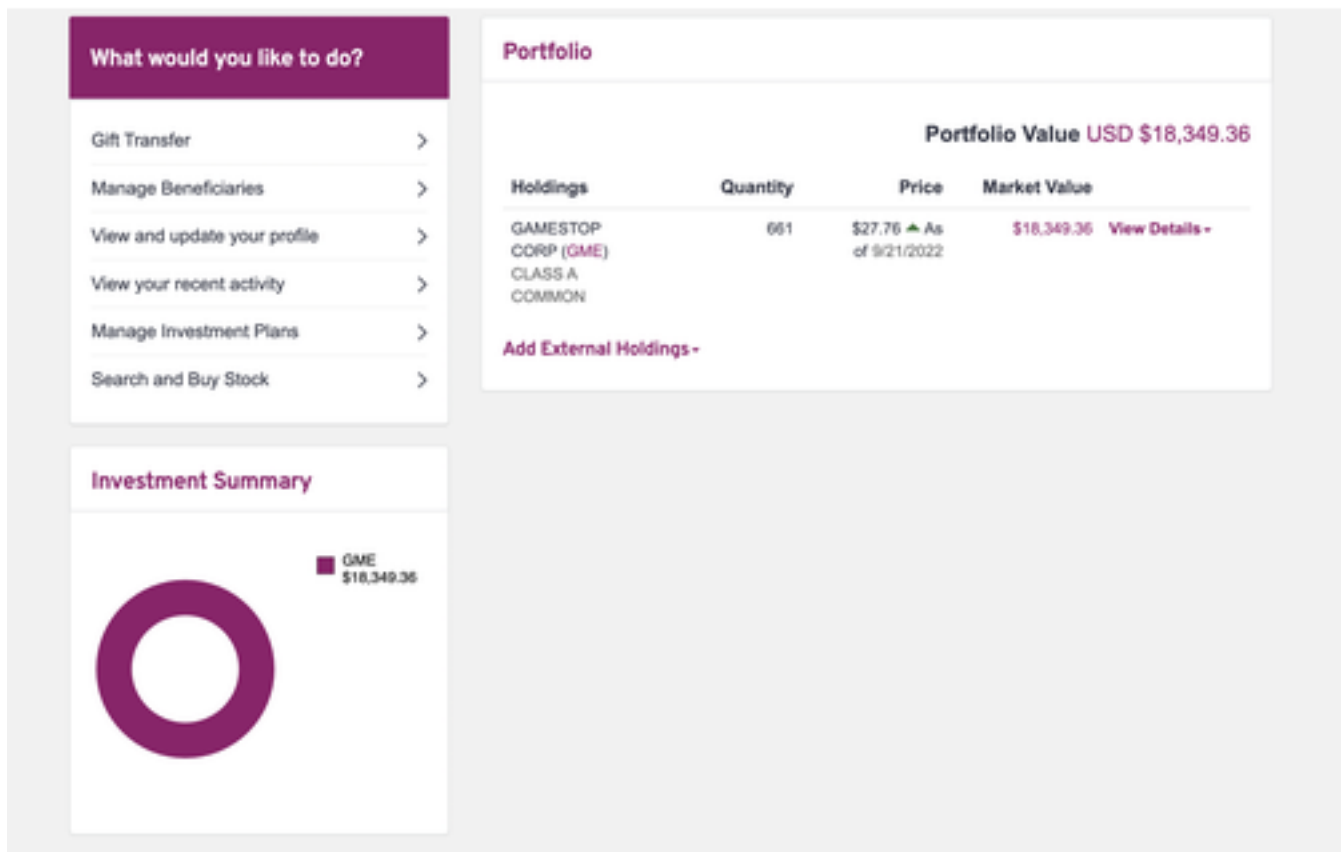 What would you like to do?
Gift Transfer
Manage Beneficiaries
View and update your profile
View your recent activity
Manage Investment Plans
Search and Buy Stock
Portfolio
Portfolio Value USD $18,349.36
Holdings Quantity Price Market Value
GAMESTOP 661 $27.76 ▲ As $18,349.36 View Details
CORP (GME) of 9/21/2022
CLASS A
COMMON
Add External Holdings
Investment Summary
GME
$18,349.36